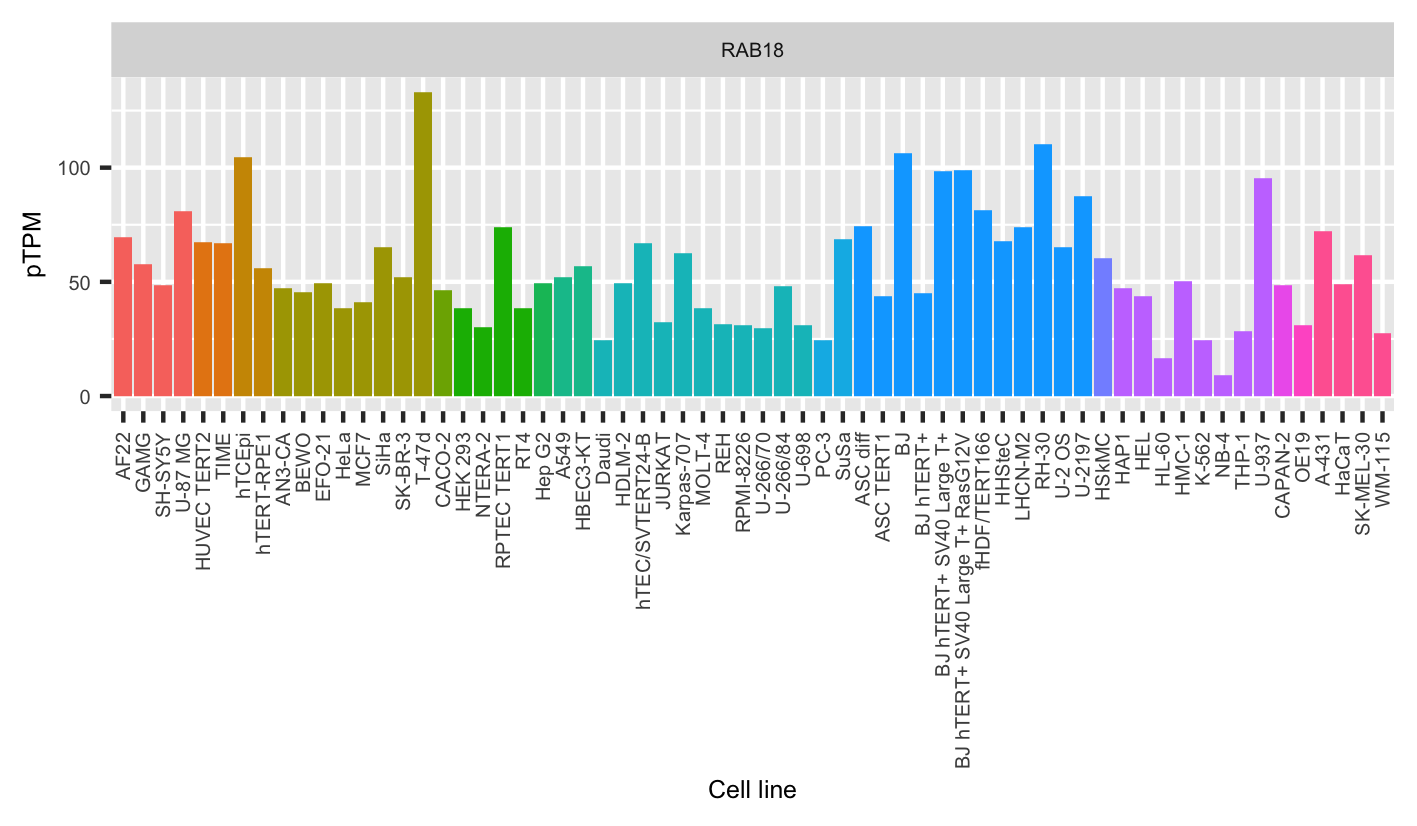 RAB18
pTPM
100
50
0
AF22
GAMG
SH-SY5Y
U-87 MG
HUVEC TERT2
TIME
hTCEpi
hTERT-RPE1
AN3-CA
BEWO
EFO-21
HeLa
MCF7
SiHa
SK-BR-3
T-47d
CACO-2
HEK 293
NTERA-2
RPTEC TERT1
RT4
Hep G2
A549
HBEC3-KT
Daudi
HDLM-2
hTEC/SVTERT24-B
JURKAT
Karpas-707
MOLT-4
REH
RPMI-8226
U-266/70
U-266/84
U-698
PC-3
SuSa
ASC diff
ASC TERT1
BJ
BJ hTERT+
BJ hTERT+ SV40 Large T+
BJ hTERT+ SV40 Large T+ RasG12V
fHDF/TERT166
HHSteC
LHCN-M2
RH-30
U-2 OS
U-2197
HSkMC
HAP1
HEL
HL-60
HMC-1
K-562
NB-4
THP-1
U-937
CAPAN-2
OE19
A-431
HaCaT
SK-MEL-30
WM-115
Cell line